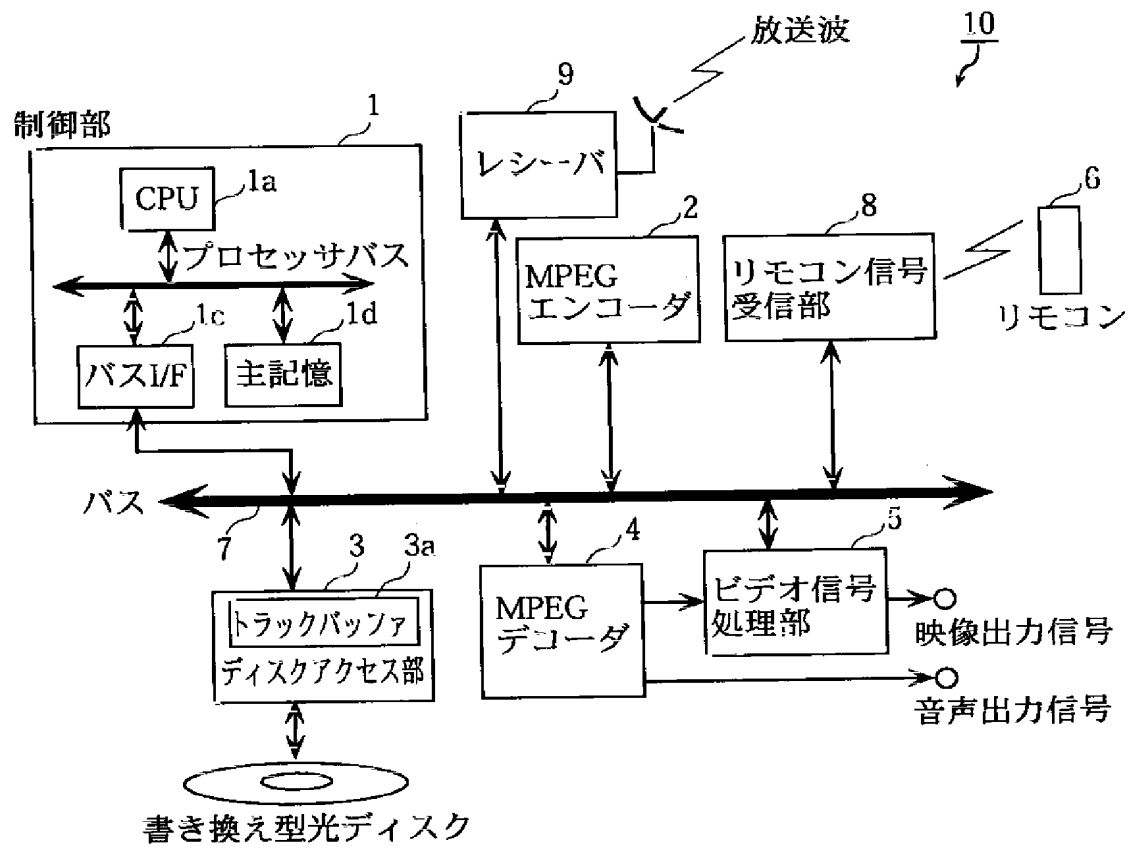 放送波
10
制御部
1
9
レシーバ
CPU
1a
プロセッサバス
1c
1d
バスI/F
主記憶
2
MPEG
エンコーダ
8
リモコン信号
受信部
6
リモコン
バス
7
3
3a
トラックバッファ
ディスクアクセス部
4
MPEG
デコーダ
5
ビデオ信号
処理部
映像出力信号
音声出力信号
書き換え型光ディスク